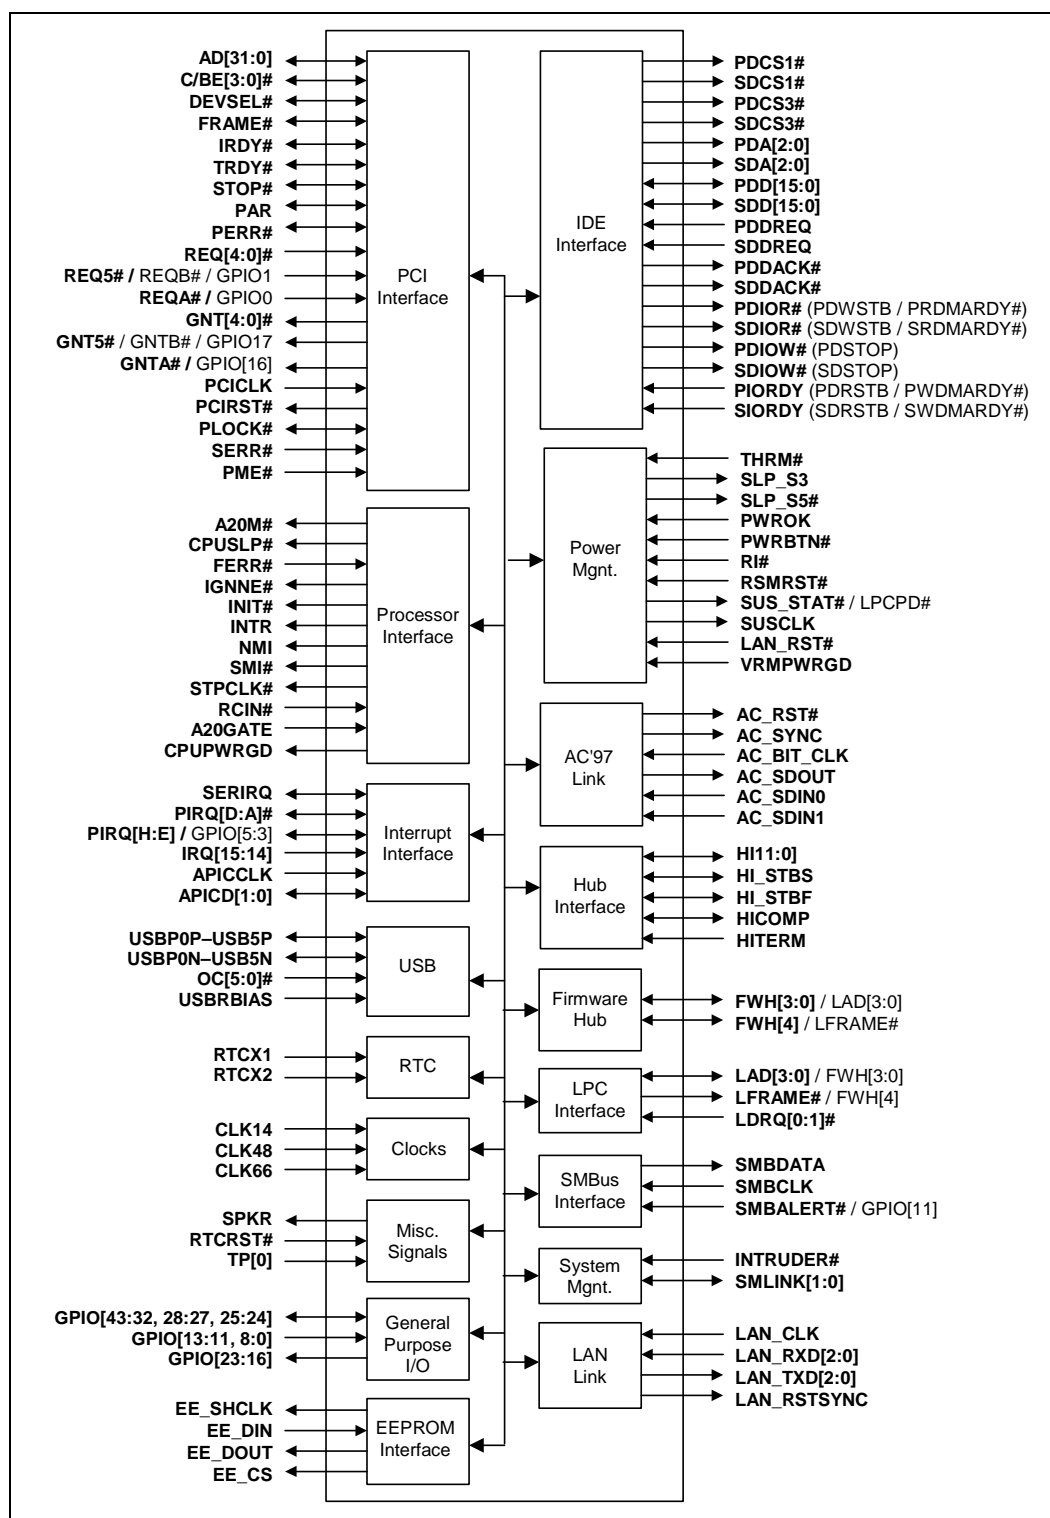 AD[31:0]
C/BE[3:0]#
DEVSEL#
FRAME#
IRDY#
TRDY#
STOP#
PAR
PERR#
REQ[4:0]#
REQ5# / REQB# / GPIO1
REQA# / GPIO0
GNT[4:0]#
GNT5# / GNTB# / GPIO17
GNTA# / GPIO[16]
PCICLK
PCIRST#
PLOCK#
SERR#
PME#
PCI
Interface
A20M#
CPUSLP#
FERR#
IGNNE#
INIT#
INTR
NMI
SMI#
STPCLK#
RCIN#
A20GATE
CPUPWRGD
Processor
Interface
SERIRQ
PIRQ[D:A]#
PIRQ[H:E] / GPIO[5:3]
IRQ[15:14]
APICCLK
APICD[1:0]
Interrupt
Interface
USBP0P–USB5P
USBP0N–USB5N
OC[5:0]#
USBRBIAS
USB
RTCX1
RTCX2
RTC
CLK14
CLK48
CLK66
Clocks
SPKR
RTCRST#
TP[0]
Misc.
Signals
GPIO[43:32, 28:27, 25:24]
GPIO[13:11, 8:0]
GPIO[23:16]
General
Purpose
I/O
EE_SHCLK
EE_DIN
EE_DOUT
EE_CS
EEPROM
Interface
IDE
Interface
PDCS1#
SDCS1#
PDCS3#
SDCS3#
PDA[2:0]
SDA[2:0]
PDD[15:0]
SDD[15:0]
PDDREQ
SDDREQ
PDDACK#
SDDACK#
PDIOR# (PDWSTB / PRDMARDY#)
SDIOR# (SDWSTB / SRDMARDY#)
PDIOW# (PDSTOP)
SDIOW# (SDSTOP)
PIORDY (PDRSTB / PWDMARDY#)
SIORDY (SDRSTB / SWDMARDY#)
Power
Mgnt.
THRM#
SLP_S3
SLP_S5#
PWROK
PWRBTN#
RI#
RSMRST#
SUS_STAT# / LPCPD#
SUSCLK
LAN_RST#
VRMPWRGD
AC'97
Link
AC_RST#
AC_SYNC
AC_BIT_CLK
AC_SDOUT
AC_SDIN0
AC_SDIN1
Hub
Interface
HI11:0]
HI_STBS
HI_STBF
HICOMP
HITERM
Firmware
Hub
FWH[3:0] / LAD[3:0]
FWH[4] / LFRAME#
LPC
Interface
LAD[3:0] / FWH[3:0]
LFRAME# / FWH[4]
LDRQ[0:1]#
SMBus
Interface
SMBDATA
SMBCLK
SMBALERT# / GPIO[11]
System
Mgnt.
INTRUDER#
SMLINK[1:0]
LAN
Link
LAN_CLK
LAN_RXD[2:0]
LAN_TXD[2:0]
LAN_RSTSYNC